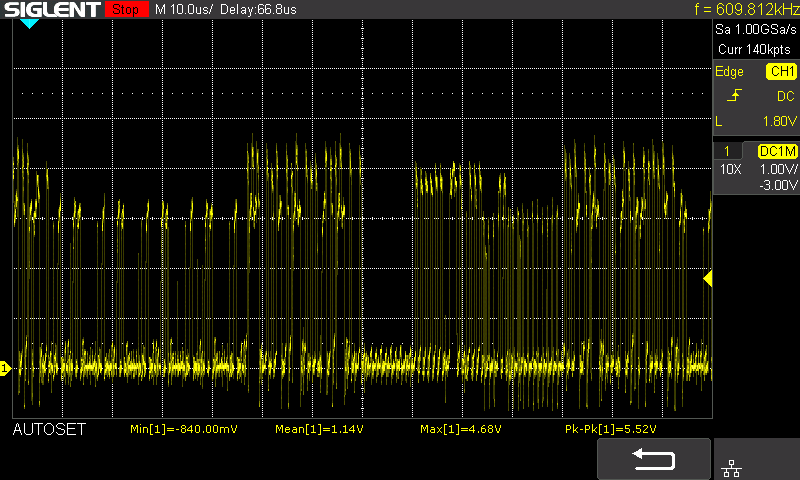 SIGLENT Stop M 10.0us/ Delay:66.8us f = 609.812kHz
Sa 1.00GSa/s
Curr 140kpts
Edge CH1
DC
L 1.80V
1 DC1M
10X 1.00V/
-3.00V
1
AUTOSET Min[1]=-840.00mV Mean[1]=1.14V Max[1]=4.68V Pk-Pk[1]=5.52V